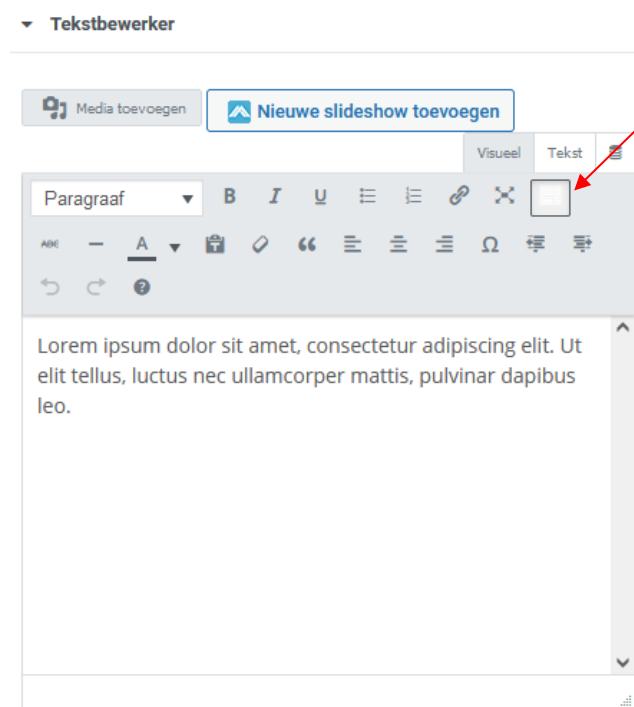 Tekstbewerker
Media toevoegen
Nieuwe slideshow toevoegen
Visueel Tekst
Paragraaf B I U
ABC A “ Ω
?
Lorem ipsum dolor sit amet, consectetur adipiscing elit. Ut
elit tellus, luctus nec ullamcorper mattis, pulvinar dapibus
leo.